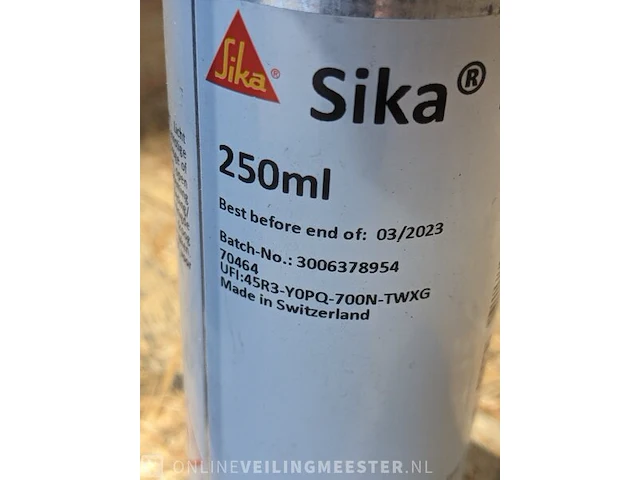 Sika®
Sika®
250ml
Best before end of: 03/2023
Batch-No.: 3006378954
70464
UFI:45R3-Y0PQ-700N-TWXG
Made in Switzerland
ONLINEVEILINGMEESTER.NL